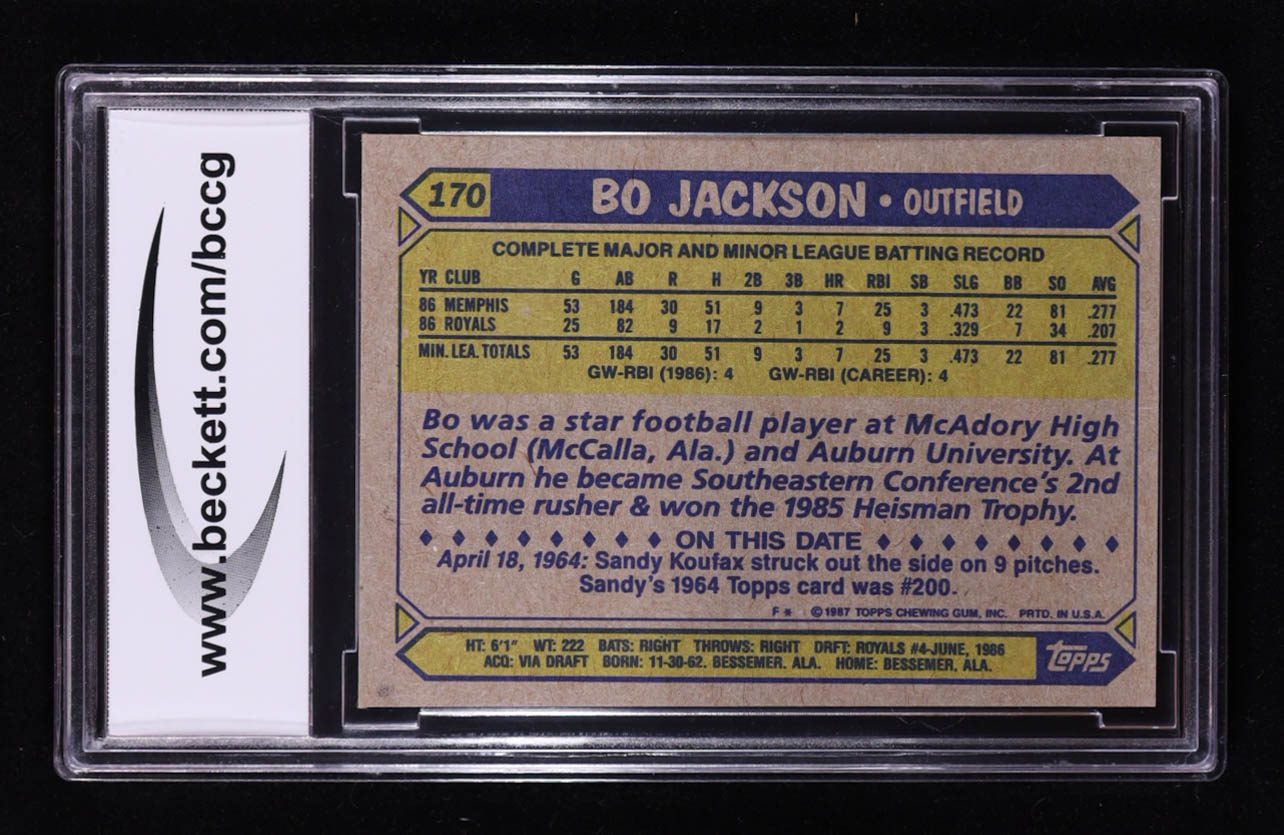 www.beckett.com/bccg
170 BO JACKSON • OUTFIELD
COMPLETE MAJOR AND MINOR LEAGUE BATTING RECORD
YR CLUB G AB R H 2B 3B HR RBI SB SLG BB SO AVG
86 MEMPHIS 53 184 30 51 9 3 7 25 3 .473 22 81 .277
86 ROYALS 25 82 9 17 2 1 2 9 3 .329 7 34 .207
MIN. LEA. TOTALS 53 184 30 51 9 3 7 25 3 .473 22 81 .277
GW-RBI (1986): 4 GW-RBI (CAREER): 4
Bo was a star football player at McAdory High
School (McCalla, Ala.) and Auburn University. At
Auburn he became Southeastern Conference's 2nd
all-time rusher & won the 1985 Heisman Trophy.
ON THIS DATE
April 18, 1964: Sandy Koufax struck out the side on 9 pitches.
Sandy's 1964 Topps card was #200.
F* © 1987 TOPPS CHEWING GUM, INC. PRTD. IN U.S.A.
HT: 6'1" WT: 222 BATS: RIGHT THROWS: RIGHT DRFT: ROYALS #4-JUNE, 1986
ACQ: VIA DRAFT BORN: 11-30-62, BESSEMER, ALA. HOME: BESSEMER, ALA.
topps